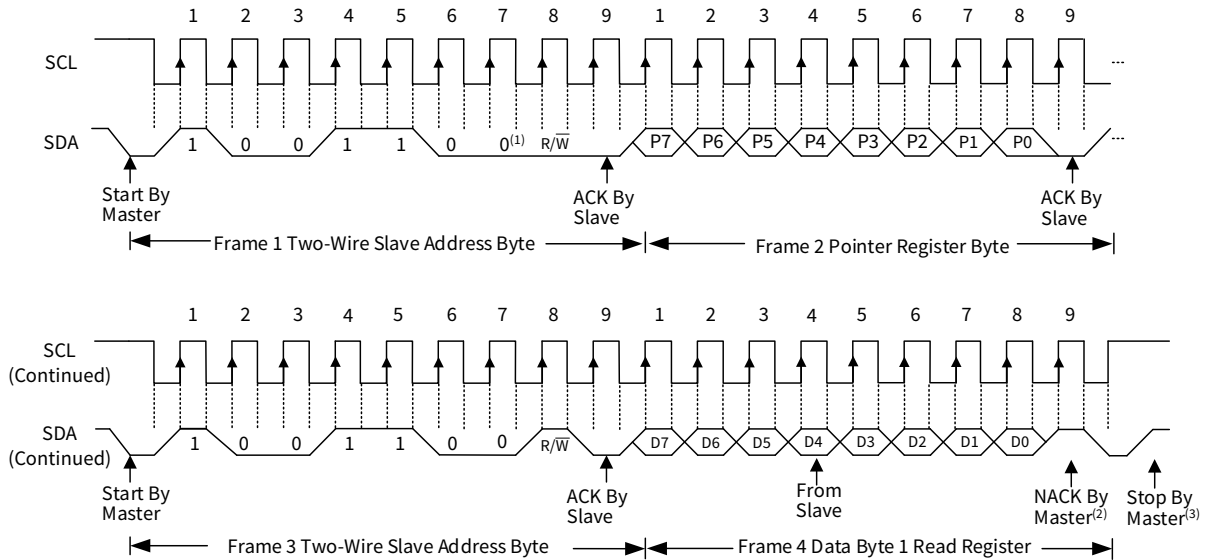 1 2 3 4 5 6 7 8 9 1 2 3 4 5 6 7 8 9
SCL ...
SDA 1 0 0 1 1 0 0(1) R/W̅ P7 P6 P5 P4 P3 P2 P1 P0 ...
Start By Master
ACK By Slave
ACK By Slave
Frame 1 Two-Wire Slave Address Byte
Frame 2 Pointer Register Byte
1 2 3 4 5 6 7 8 9 1 2 3 4 5 6 7 8 9
SCL
(Continued)
SDA
(Continued)
1 0 0 1 1 0 0 R/W̅ D7 D6 D5 D4 D3 D2 D1 D0
Start By
Master
ACK By
Slave
From
Slave
NACK By
Master(2)
Stop By
Master(3)
Frame 3 Two-Wire Slave Address Byte
Frame 4 Data Byte 1 Read Register